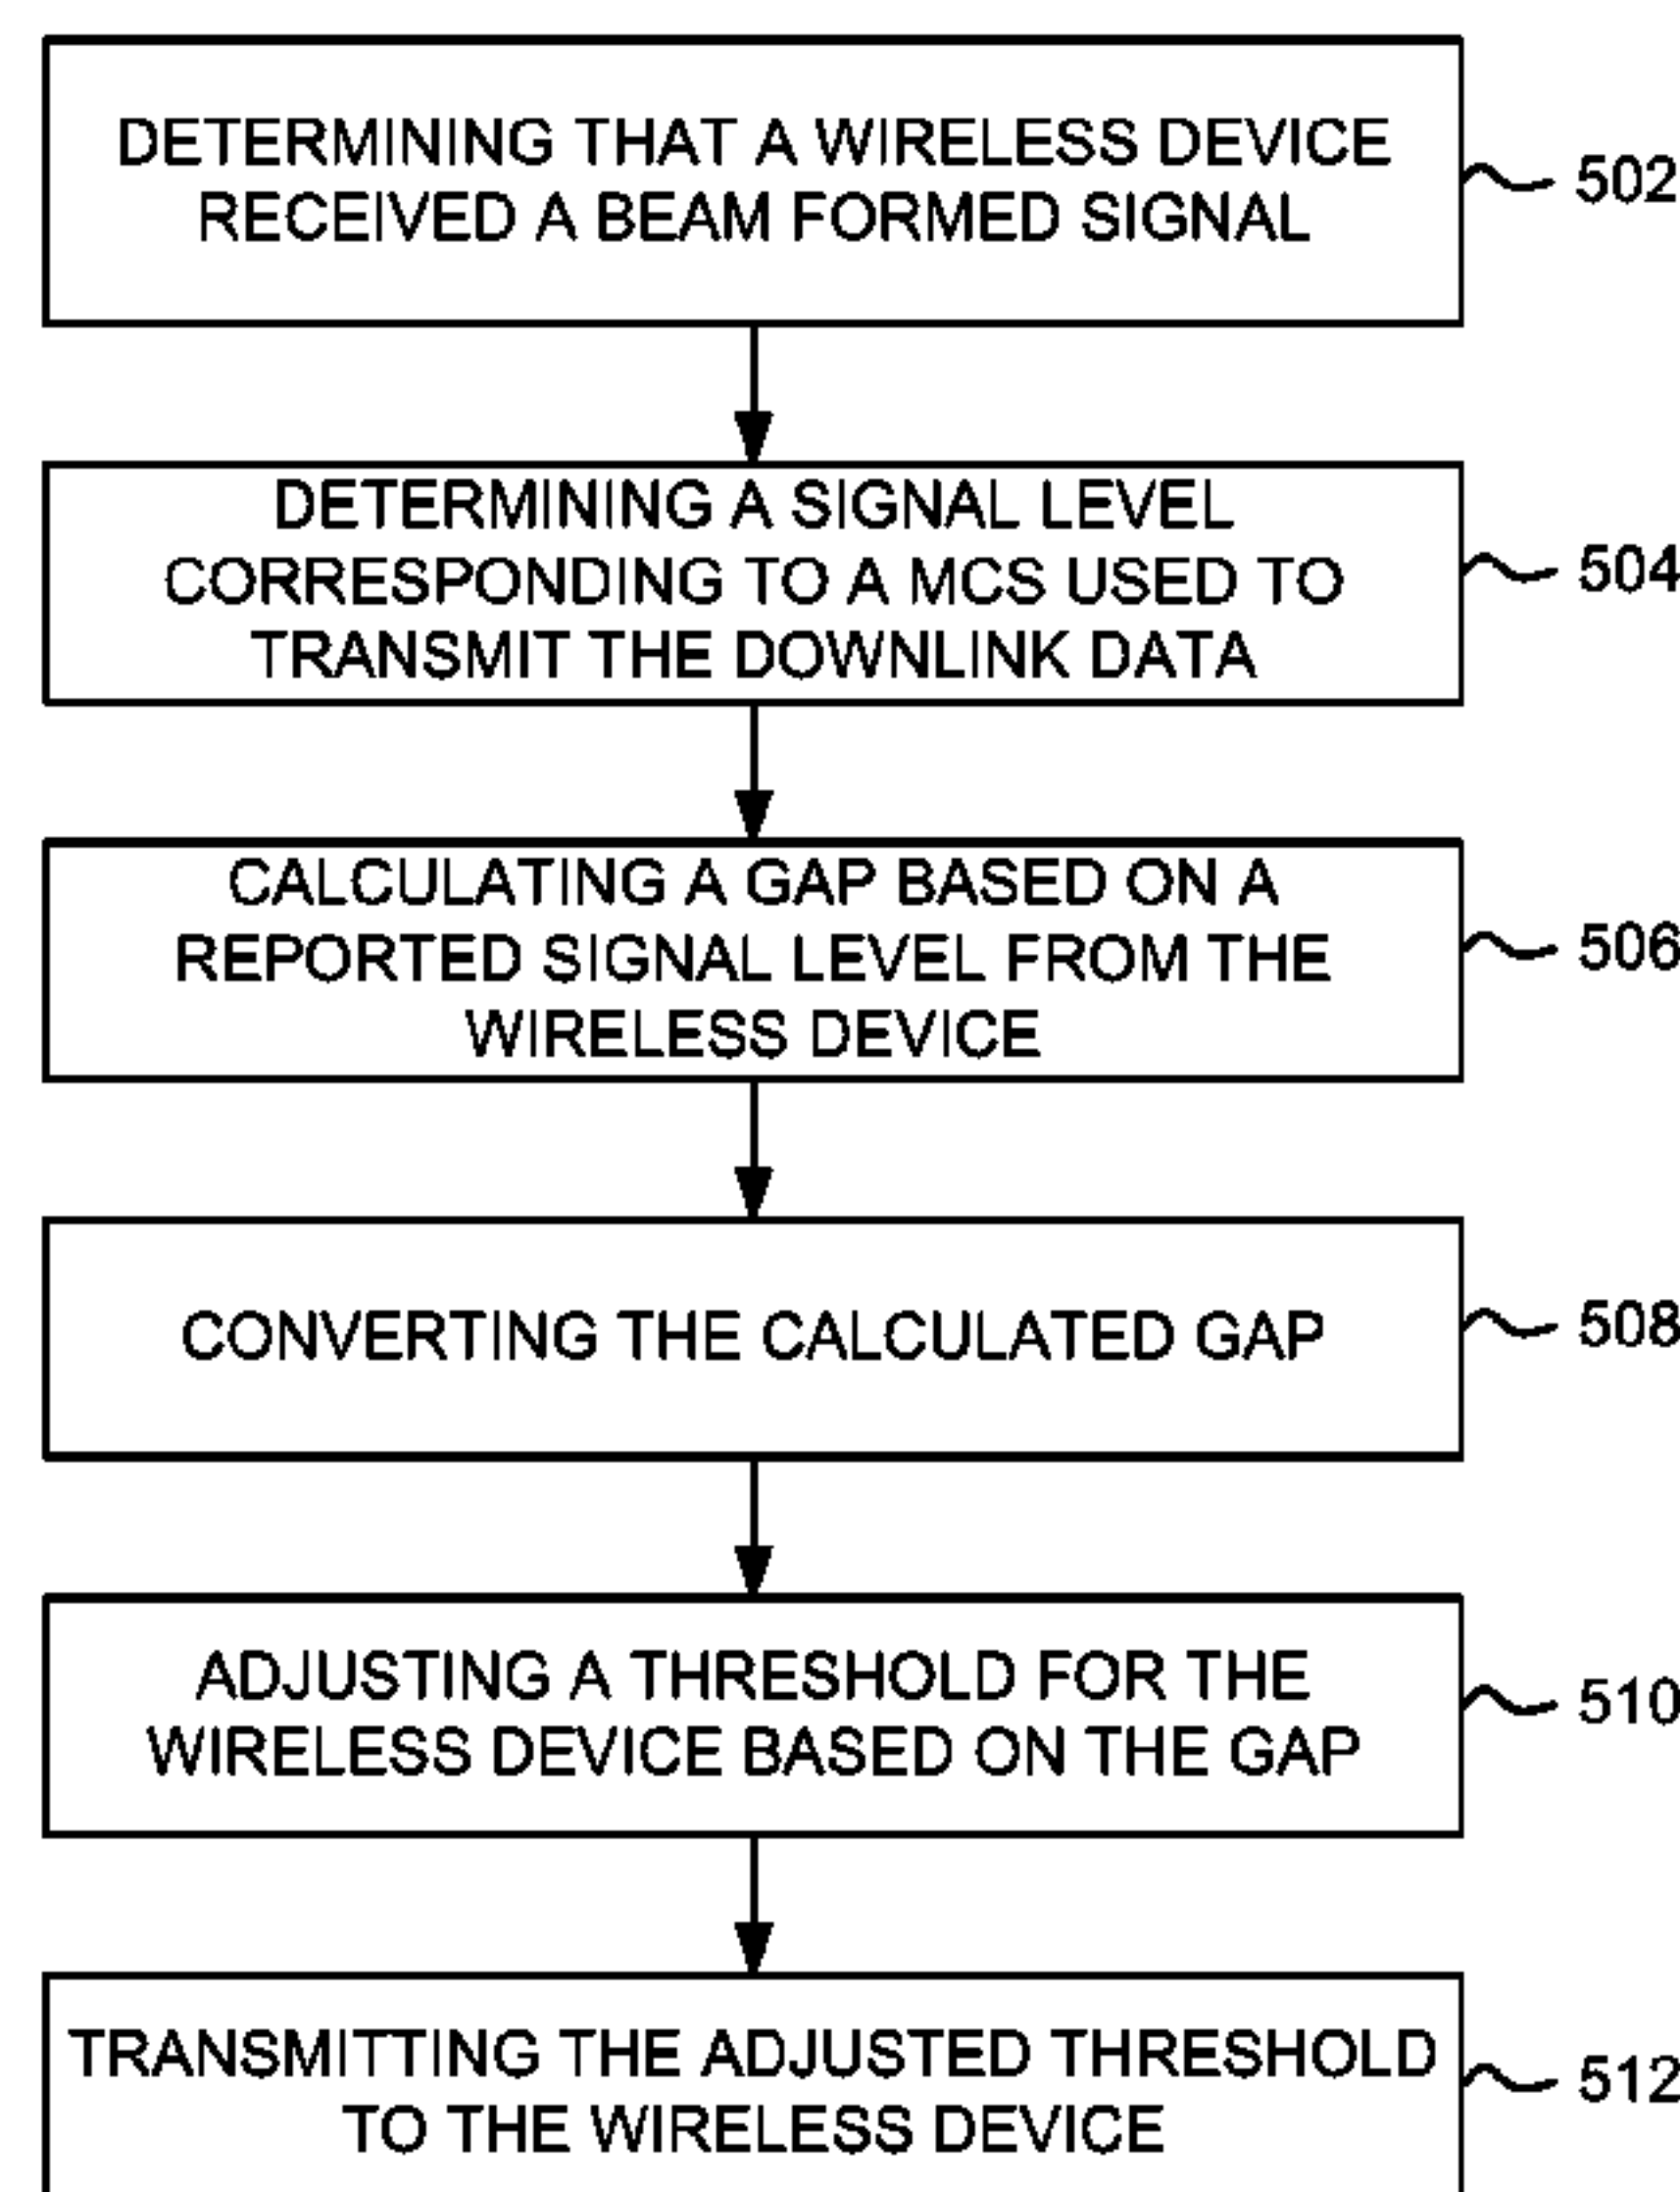 DETERMINING THAT A WIRELESS DEVICE
RECEIVED A BEAM FORMED SIGNAL
502
DETERMINING A SIGNAL LEVEL
CORRESPONDING TO A MCS USED TO
TRANSMIT THE DOWNLINK DATA
504
CALCULATING A GAP BASED ON A
REPORTED SIGNAL LEVEL FROM THE
WIRELESS DEVICE
506
CONVERTING THE CALCULATED GAP
508
ADJUSTING A THRESHOLD FOR THE
WIRELESS DEVICE BASED ON THE GAP
510
TRANSMITTING THE ADJUSTED THRESHOLD
TO THE WIRELESS DEVICE
512